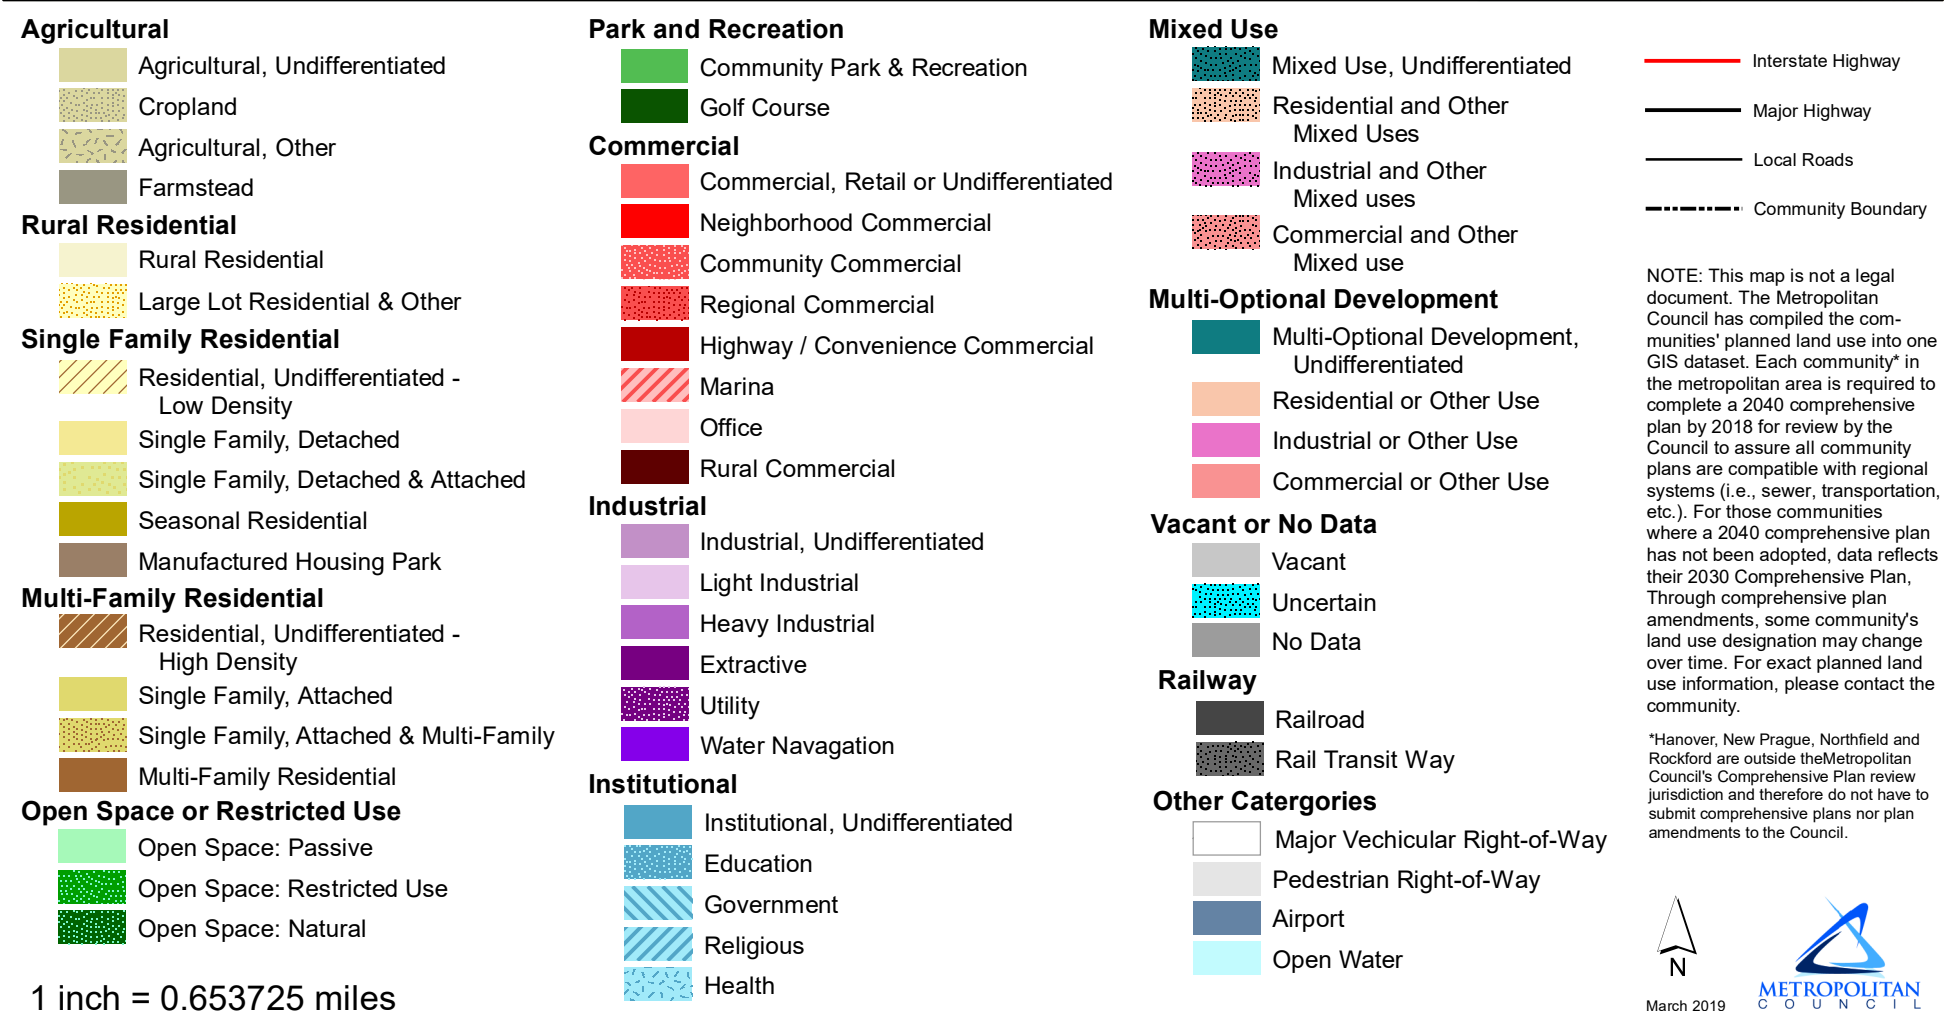 Agricultural
Agricultural, Undifferentiated
Cropland
Agricultural, Other
Farmstead
Rural Residential
Rural Residential
Large Lot Residential & Other
Single Family Residential
Residential, Undifferentiated -
Low Density
Single Family, Detached
Single Family, Detached & Attached
Seasonal Residential
Manufactured Housing Park
Multi-Family Residential
Residential, Undifferentiated -
High Density
Single Family, Attached
Single Family, Attached & Multi-Family
Multi-Family Residential
Open Space or Restricted Use
Open Space: Passive
Open Space: Restricted Use
Open Space: Natural
1 inch = 0.653725 miles
Park and Recreation
Community Park & Recreation
Golf Course
Commercial
Commercial, Retail or Undifferentiated
Neighborhood Commercial
Community Commercial
Regional Commercial
Highway / Convenience Commercial
Marina
Office
Rural Commercial
Industrial
Industrial, Undifferentiated
Light Industrial
Heavy Industrial
Extractive
Utility
Water Navagation
Institutional
Institutional, Undifferentiated
Education
Government
Religious
Health
Mixed Use
Mixed Use, Undifferentiated
Residential and Other
Mixed Uses
Industrial and Other
Mixed uses
Commercial and Other
Mixed use
Multi-Optional Development
Multi-Optional Development,
Undifferentiated
Residential or Other Use
Industrial or Other Use
Commercial or Other Use
Vacant or No Data
Vacant
Uncertain
No Data
Railway
Railroad
Rail Transit Way
Other Catergories
Major Vechicular Right-of-Way
Pedestrian Right-of-Way
Airport
Open Water
Interstate Highway
Major Highway
Local Roads
Community Boundary
NOTE: This map is not a legal
document. The Metropolitan
Council has compiled the com-
munities' planned land use into one
GIS dataset. Each community* in
the metropolitan area is required to
complete a 2040 comprehensive
plan by 2018 for review by the
Council to assure all community
plans are compatible with regional
systems (i.e., sewer, transportation,
etc.). For those communities
where a 2040 comprehensive plan
has not been adopted, data reflects
their 2030 Comprehensive Plan,
Through comprehensive plan
amendments, some community's
land use designation may change
over time. For exact planned land
use information, please contact the
community.
*Hanover, New Prague, Northfield and
Rockford are outside theMetropolitan
Council's Comprehensive Plan review
jurisdiction and therefore do not have to
submit comprehensive plans nor plan
amendments to the Council.
N
March 2019
METROPOLITAN
COUNCIL